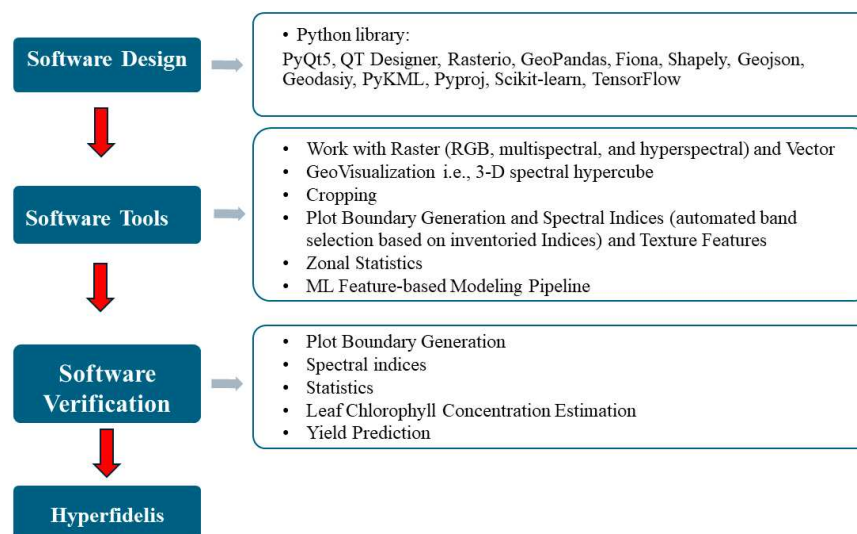 Software Design
• Python library:
PyQt5, QT Designer, Rasterio, GeoPandas, Fiona, Shapely, Geojson,
Geodasiy, PyKML, Pyproj, Scikit-learn, TensorFlow
Software Tools
• Work with Raster (RGB, multispectral, and hyperspectral) and Vector
• GeoVisualization i.e., 3-D spectral hypercube
• Cropping
• Plot Boundary Generation and Spectral Indices (automated band
selection based on inventoried Indices) and Texture Features
• Zonal Statistics
• ML Feature-based Modeling Pipeline
Software
Verification
• Plot Boundary Generation
• Spectral indices
• Statistics
• Leaf Chlorophyll Concentration Estimation
• Yield Prediction
Hyperfidelis